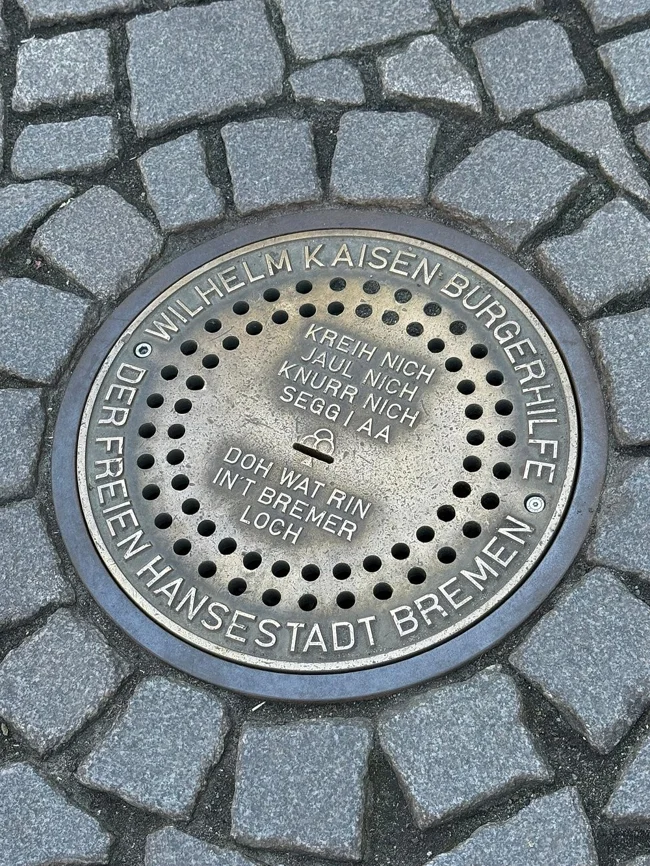 WILHELM KAISEN BÜRGERHILFE
DER FREIEN HANSESTADT BREMEN
KREIH NICH
JAUL NICH
KNURR NICH
SEGG I AA
DOH WAT RIN
IN'T BREMER
LOCH